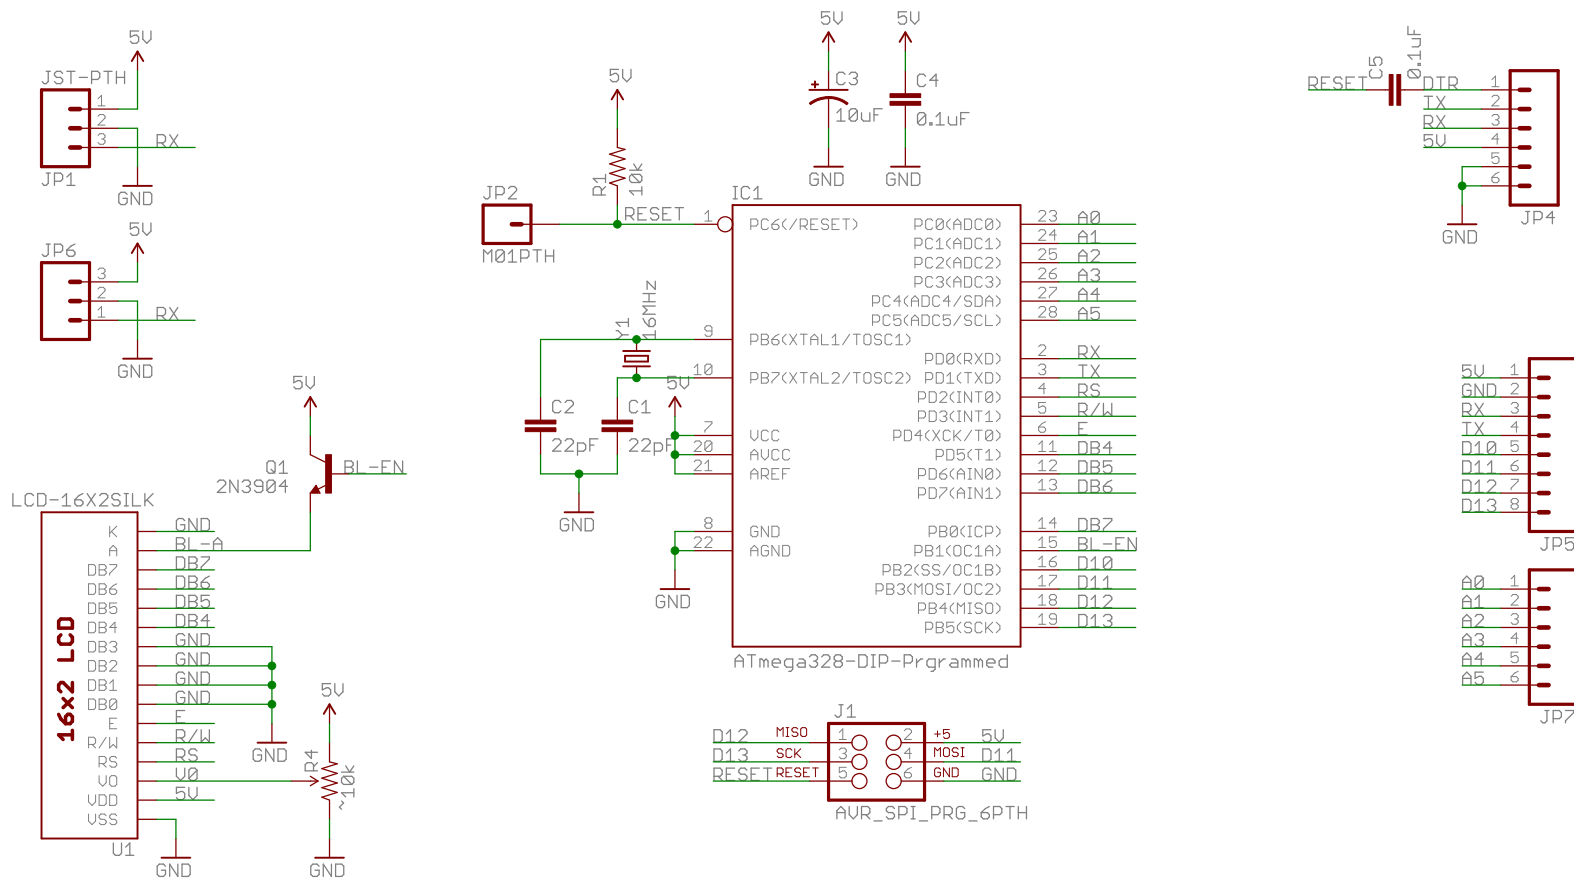 5V
JST-PTH
1
2
3
RX
JP1
GND
5V
JP6
3
2
1
RX
GND
5V
Q1
2N3904
BL-EN
LCD-16X2SILK
16x2 LCD
K GND
A BL-A
DB7 DB7
DB6 DB6
DB5 DB5
DB4 DB4
DB3 GND
DB2 GND
DB1 GND
DB0 GND
E E
R/W R/W
RS RS
VO V0
VDD 5V
VSS
U1
GND
GND
5V
R4
~10k
GND
5V
R1
10k
JP2
RESET
M01PTH
5V
C3
10uF
GND
5V
C4
0.1uF
GND
Y1
16MHz
C2
22pF
C1
22pF
GND
5V
GND
IC1
1 PC6(/RESET)
9 PB6(XTAL1/TOSC1)
10 PB7(XTAL2/TOSC2)
7 VCC
20 AVCC
21 AREF
8 GND
22 AGND
PC0(ADC0) 23 A0
PC1(ADC1) 24 A1
PC2(ADC2) 25 A2
PC3(ADC3) 26 A3
PC4(ADC4/SDA) 27 A4
PC5(ADC5/SCL) 28 A5
PD0(RXD) 2 RX
PD1(TXD) 3 TX
PD2(INT0) 4 RS
PD3(INT1) 5 R/W
PD4(XCK/T0) 6 E
PD5(T1) 11 DB4
PD6(AIN0) 12 DB5
PD7(AIN1) 13 DB6
PB0(ICP) 14 DB7
PB1(OC1A) 15 BL-EN
PB2(SS/OC1B) 16 D10
PB3(MOSI/OC2) 17 D11
PB4(MISO) 18 D12
PB5(SCK) 19 D13
ATmega328-DIP-Prgrammed
J1
D12 MISO 1 2 +5 5V
D13 SCK 3 4 MOSI D11
RESET RESET 5 6 GND GND
AVR_SPI_PRG_6PTH
RESET
C5
0.1uF
DTR 1
TX 2
RX 3
5V 4
5
6
JP4
GND
5V 1
GND 2
RX 3
TX 4
D10 5
D11 6
D12 7
D13 8
JP5
A0 1
A1 2
A2 3
A3 4
A4 5
A5 6
JP7